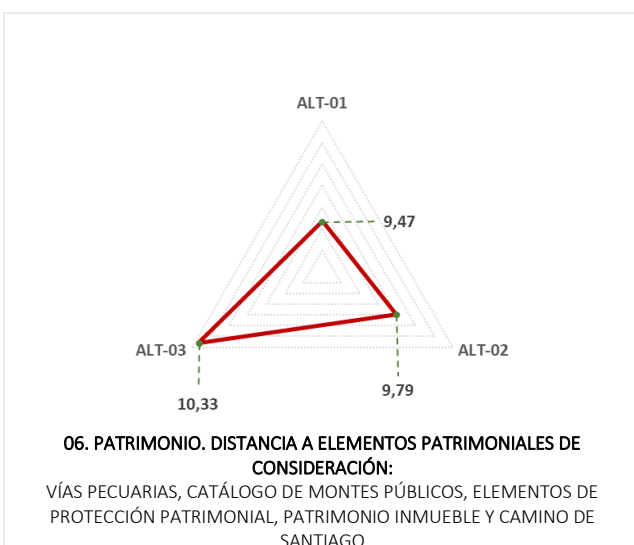 ALT-01
9,47
ALT-03
ALT-02
10,33
9,79
06. PATRIMONIO. DISTANCIA A ELEMENTOS PATRIMONIALES DE
CONSIDERACIÓN:
VÍAS PECUARIAS, CATÁLOGO DE MONTES PÚBLICOS, ELEMENTOS DE
PROTECCIÓN PATRIMONIAL, PATRIMONIO INMUEBLE Y CAMINO DE
SANTIAGO